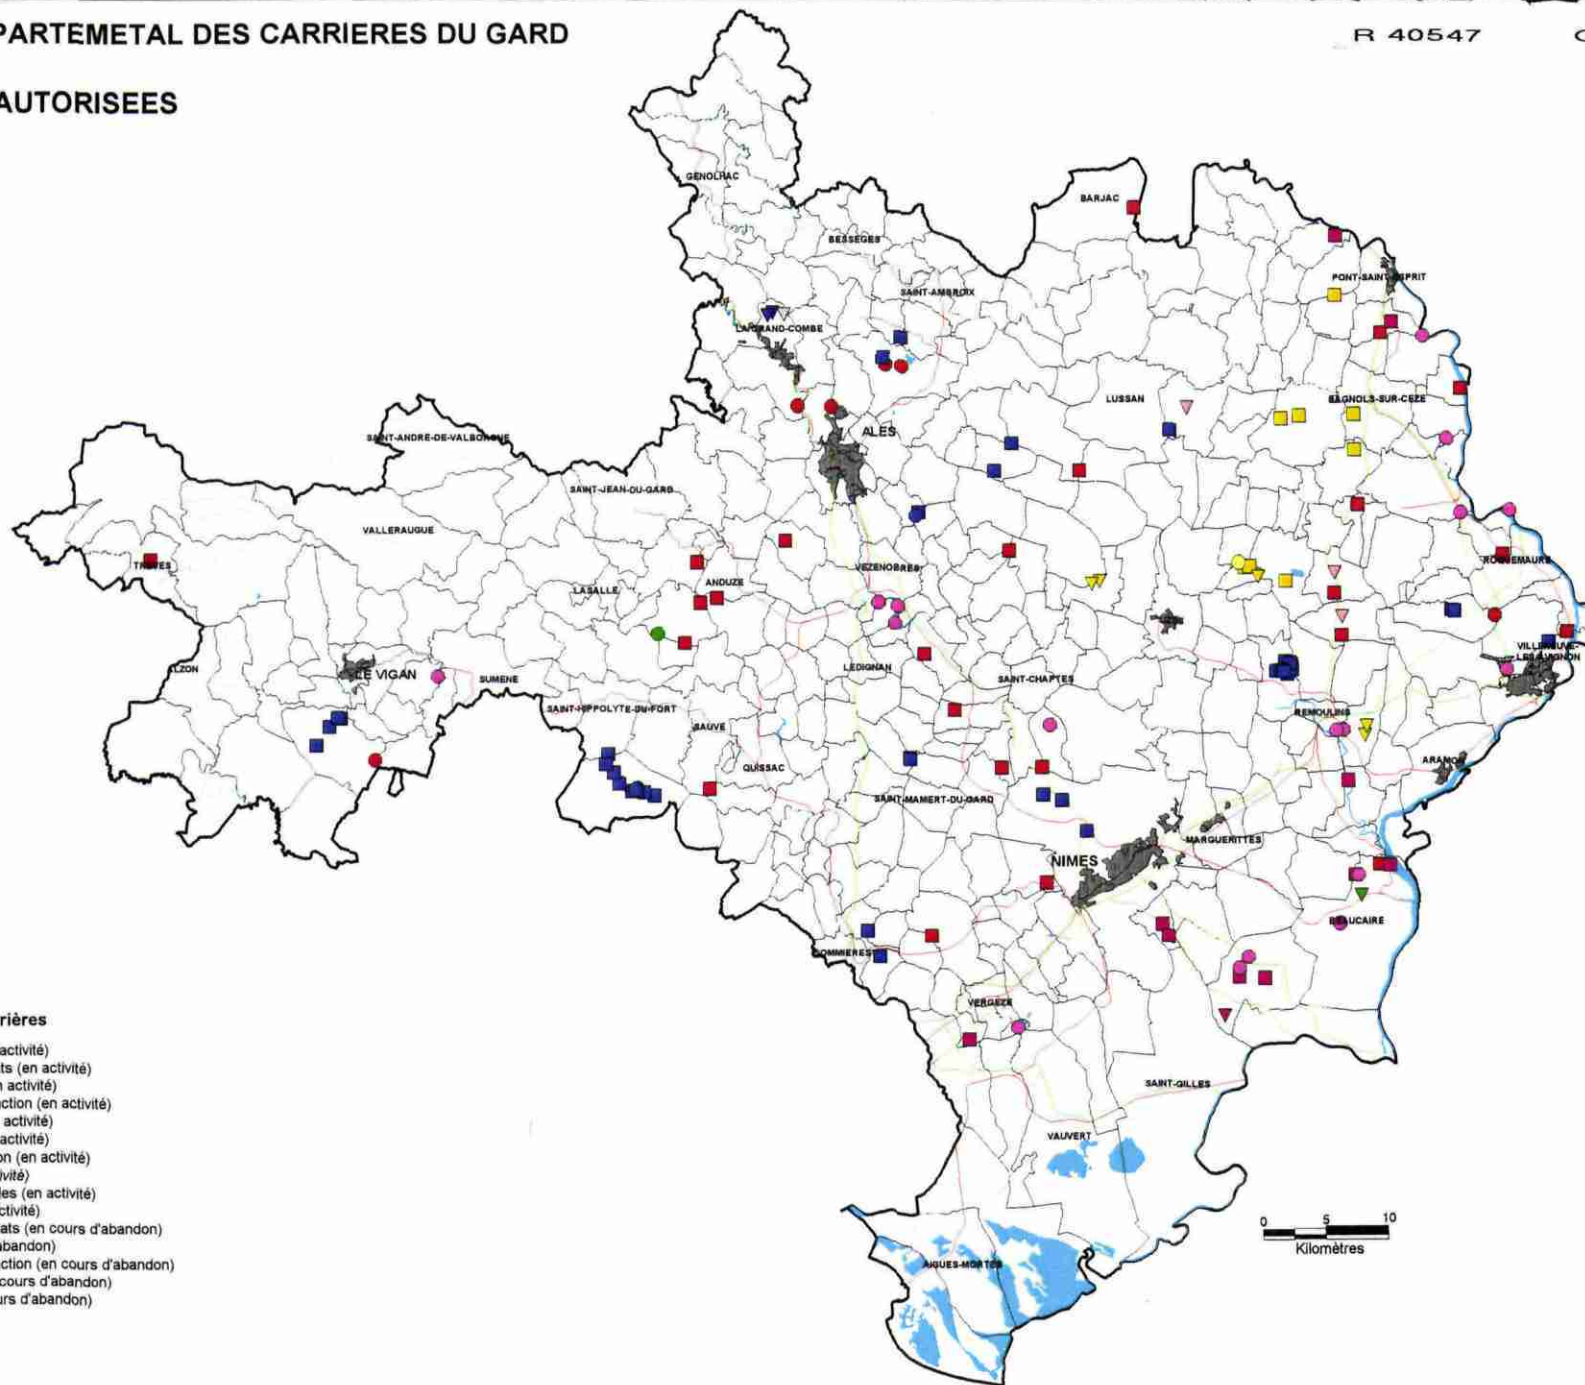 PARTEMETAL DES CARRIERES DU GARD
R 40547
AUTORISEES
GENOLHAC
BARJAC
BESSEGES
PONT-SAINT-ESPRIT
SAINT-AMBROIX
LA GRAND-COMBE
LUSSAN
BAGNOLS-SUR-CEZE
ALES
SAINT-ANDRE-DE-VALBORGNE
SAINT-JEAN-DU-GARD
VALLERAUGUE
TREVES
VEZENOBRES
ROQUEMAURE
ANDUZE
LASALLE
VILLENEUVE-
LES-AVIGNON
ALZON
LE VIGAN
LEDIGNAN
SUMENE
SAINT-CHAPTES
SAINT-HIPPOLYTE-DU-FORT
REMOULINS
SAUVE
ARAMON
QUISSAC
SAINT-MAMERT-DU-GARD
MARGUERITTES
NIMES
BEAUCAIRE
SOMMIERES
VERGEZE
rières
activité)
ts (en activité)
n activité)
ction (en activité)
activité)
activité)
on (en activité)
ivité)
les (en activité)
ctivité)
ats (en cours d'abandon)
abandon)
ction (en cours d'abandon)
cours d'abandon)
urs d'abandon)
SAINT-GILLES
VAUVERT
0 5 10
Kilomètres
AIGUES-MORTES